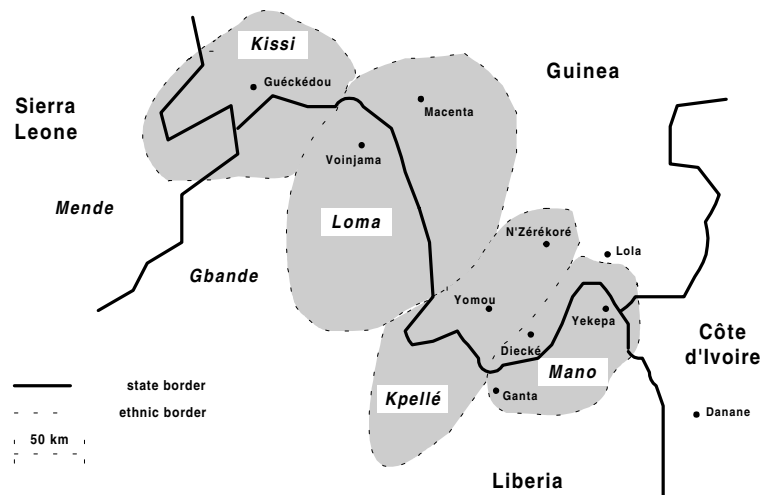 Kissi
Guinea
Guéckédou
Sierra
Leone
Macenta
Voinjama
Mende
Loma
N'Zérékoré
Lola
Gbande
Yomou
Yekepa
Côte
d'Ivoire
Diecké
Mano
state border
Kpellé
Ganta
ethnic border
Danane
50 km
Liberia